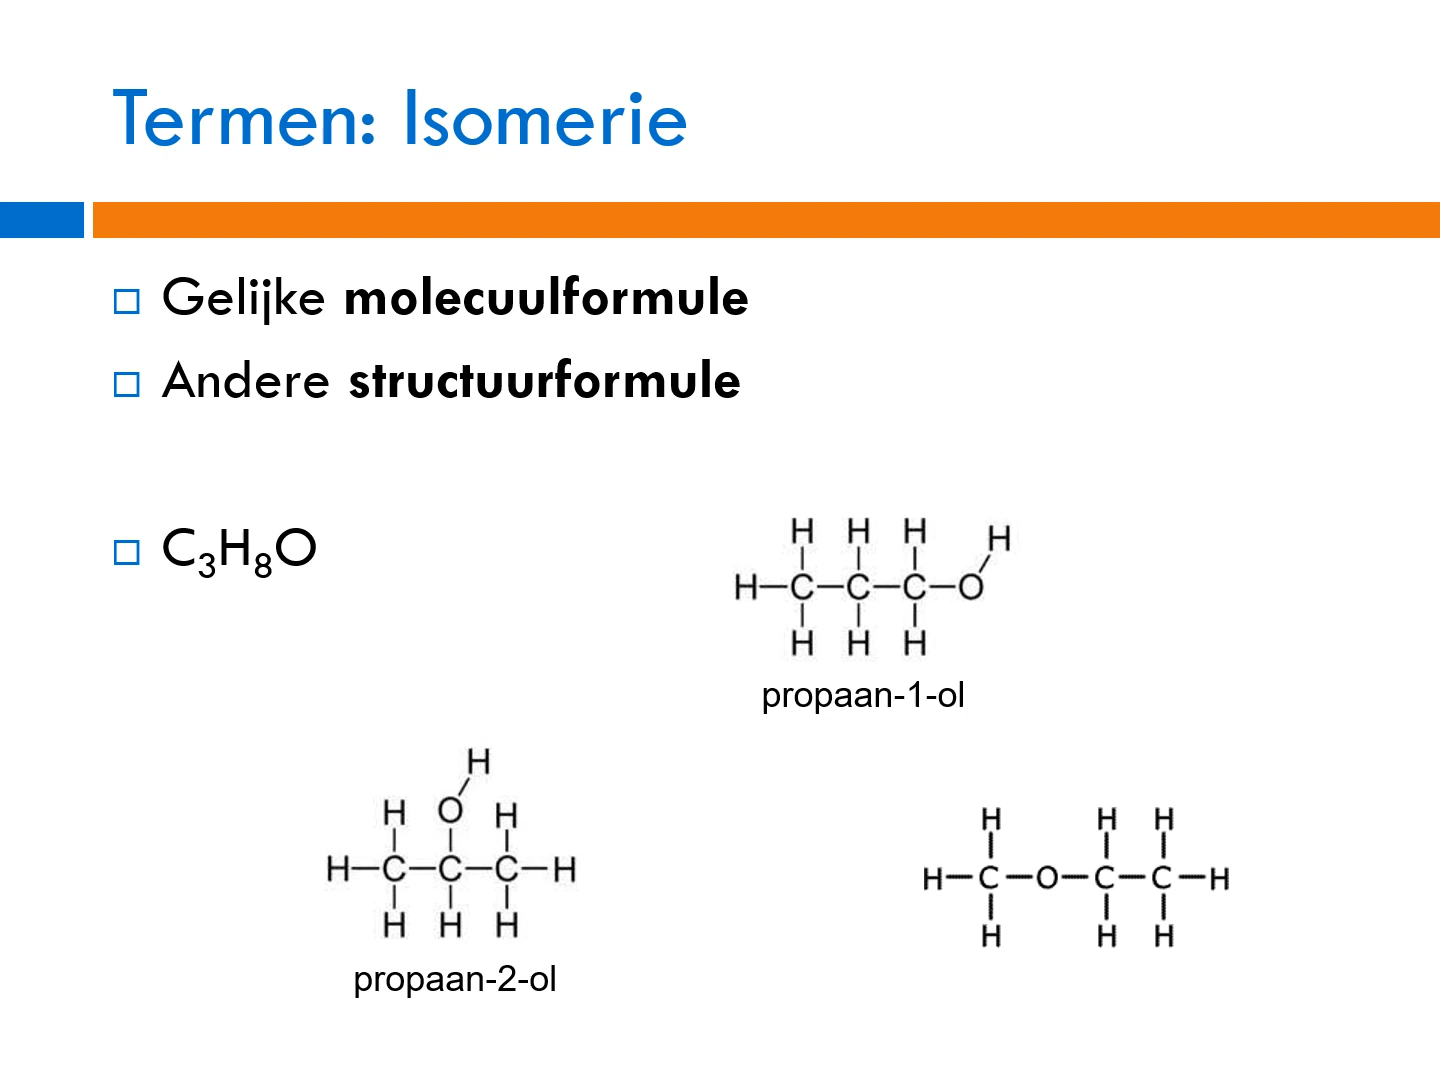 Termen: Isomerie
Gelijke molecuulformule
Andere structuurformule
C₃H₈O
H H H H
H—C—C—C—O
H H H
propaan-1-ol
H
H O H
H—C—C—C—H
H H H
propaan-2-ol
H H H
H—C—O—C—C—H
H H H